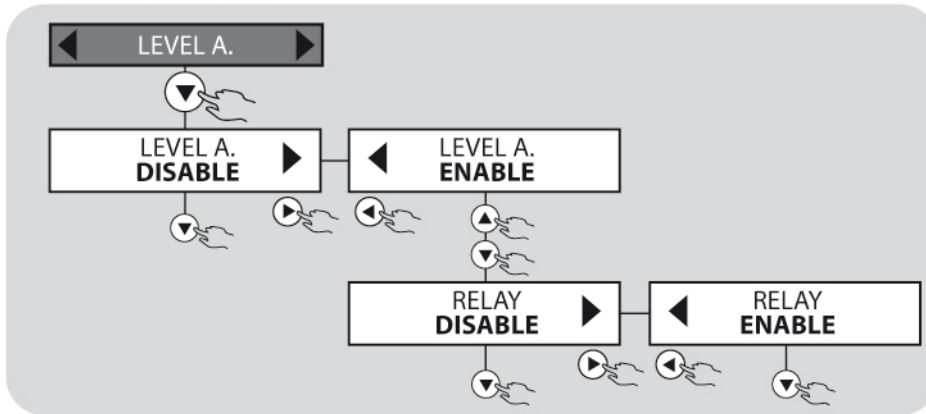 LEVEL A.
LEVEL A.
DISABLE
LEVEL A.
ENABLE
RELAY
DISABLE
RELAY
ENABLE